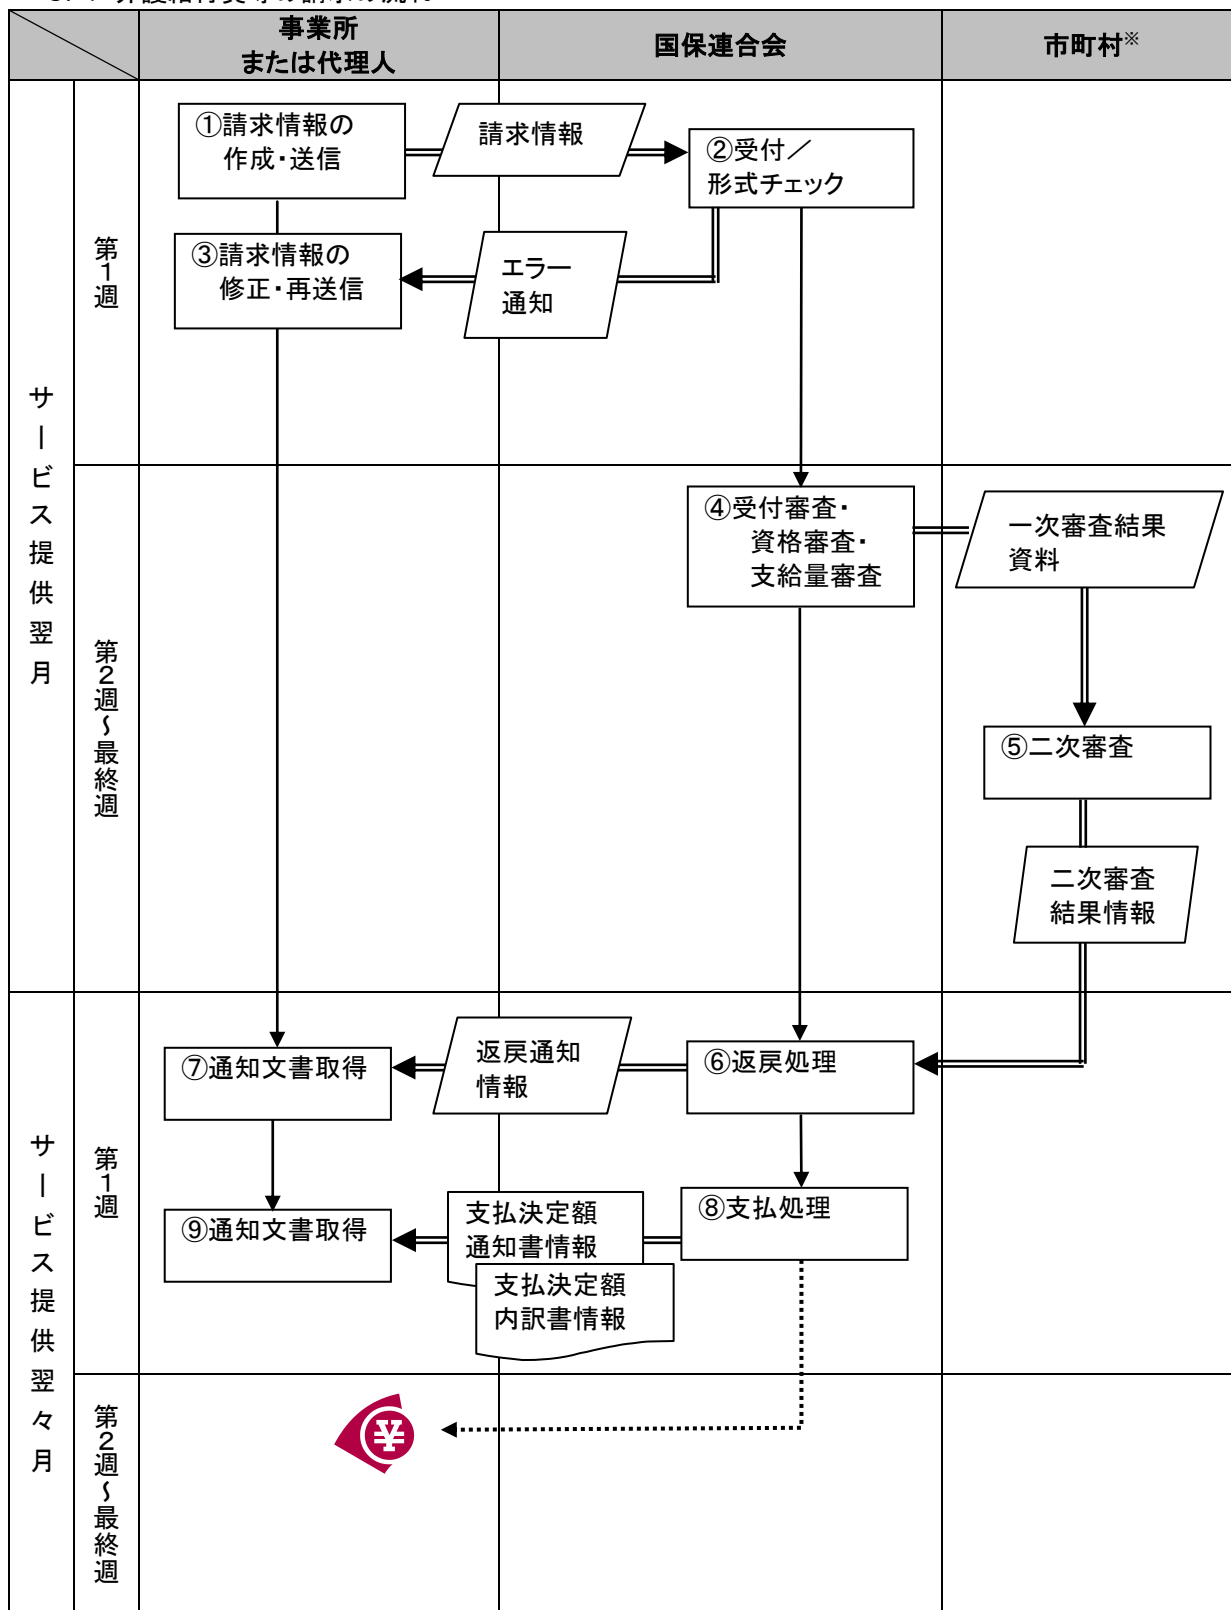 事業所
または代理人
国保連合会
市町村※
サービス提供翌月
第1週
①請求情報の
作成・送信
請求情報
②受付／
形式チェック
③請求情報の
修正・再送信
エラー
通知
第2週～最終週
④受付審査・
資格審査・
支給量審査
一次審査結果
資料
⑤二次審査
二次審査
結果情報
サービス提供翌々月
第1週
⑦通知文書取得
返戻通知
情報
⑥返戻処理
⑨通知文書取得
支払決定額
通知書情報
支払決定額
内訳書情報
⑧支払処理
第2週～最終週
¥